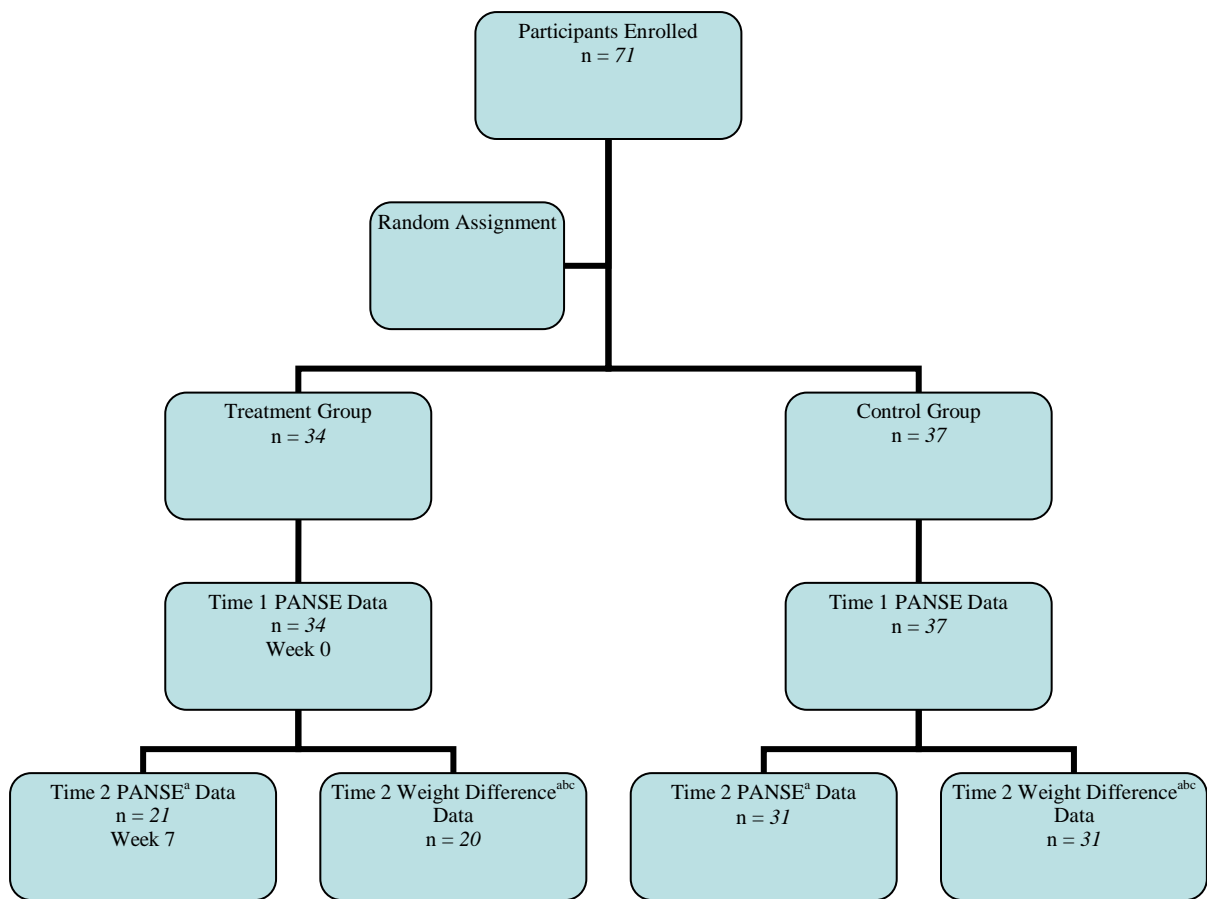 Participants Enrolled
n = 71
Random Assignment
Treatment Group
n = 34
Control Group
n = 37
Time 1 PANSE Data
n = 34
Week 0
Time 1 PANSE Data
n = 37
Time 2 PANSEᵃ Data
n = 21
Week 7
Time 2 Weight Differenceᵃᵇᶜ
Data
n = 20
Time 2 PANSEᵃ Data
n = 31
Time 2 Weight Differenceᵃᵇᶜ
Data
n = 31